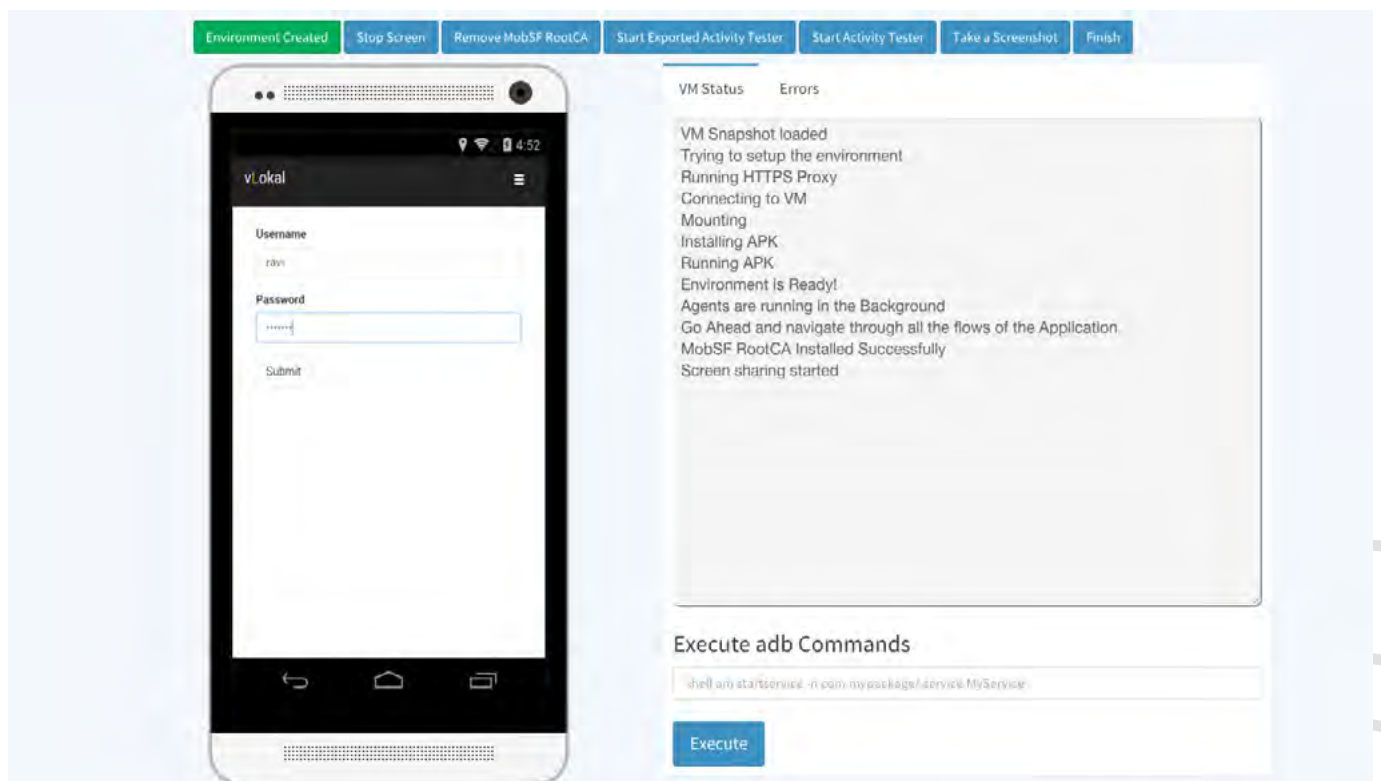 Environment Created Stop Screen Remove MobSF RootCA Start Exported Activity Tester Start Activity Tester Take a Screenshot Finish
4:52
vLokal
Username
ravi
Password
Submit
VM Status Errors
VM Snapshot loaded
Trying to setup the environment
Running HTTPS Proxy
Connecting to VM
Mounting
Installing APK
Running APK
Environment is Ready!
Agents are running in the Background
Go Ahead and navigate through all the flows of the Application.
MobSF RootCA Installed Successfully
Screen sharing started
Execute adb Commands
shell am startservice -n com.mypackage/.service.MyService
Execute